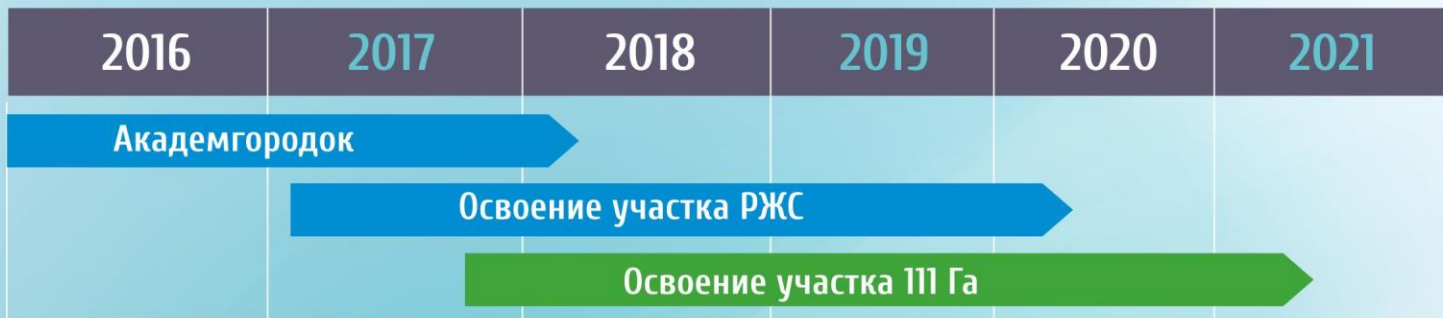 2016 2017 2018 2019 2020 2021
Академгородок
Освоение участка РЖС
Освоение участка 111 Га